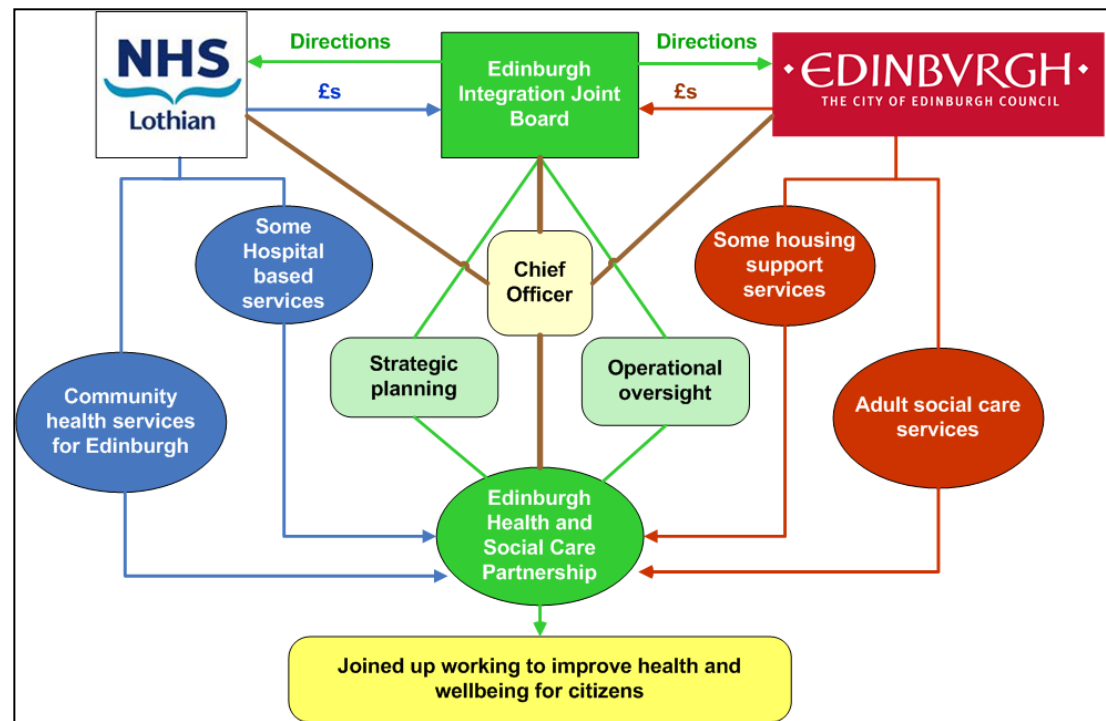 NHS
Lothian
Directions
£s
Edinburgh
Integration Joint
Board
Directions
£s
EDINBVRGH
THE CITY OF EDINBURGH COUNCIL
Some
Hospital
based
services
Chief
Officer
Some housing
support
services
Strategic
planning
Operational
oversight
Community
health services
for Edinburgh
Adult social care
services
Edinburgh
Health and
Social Care
Partnership
Joined up working to improve health and
wellbeing for citizens